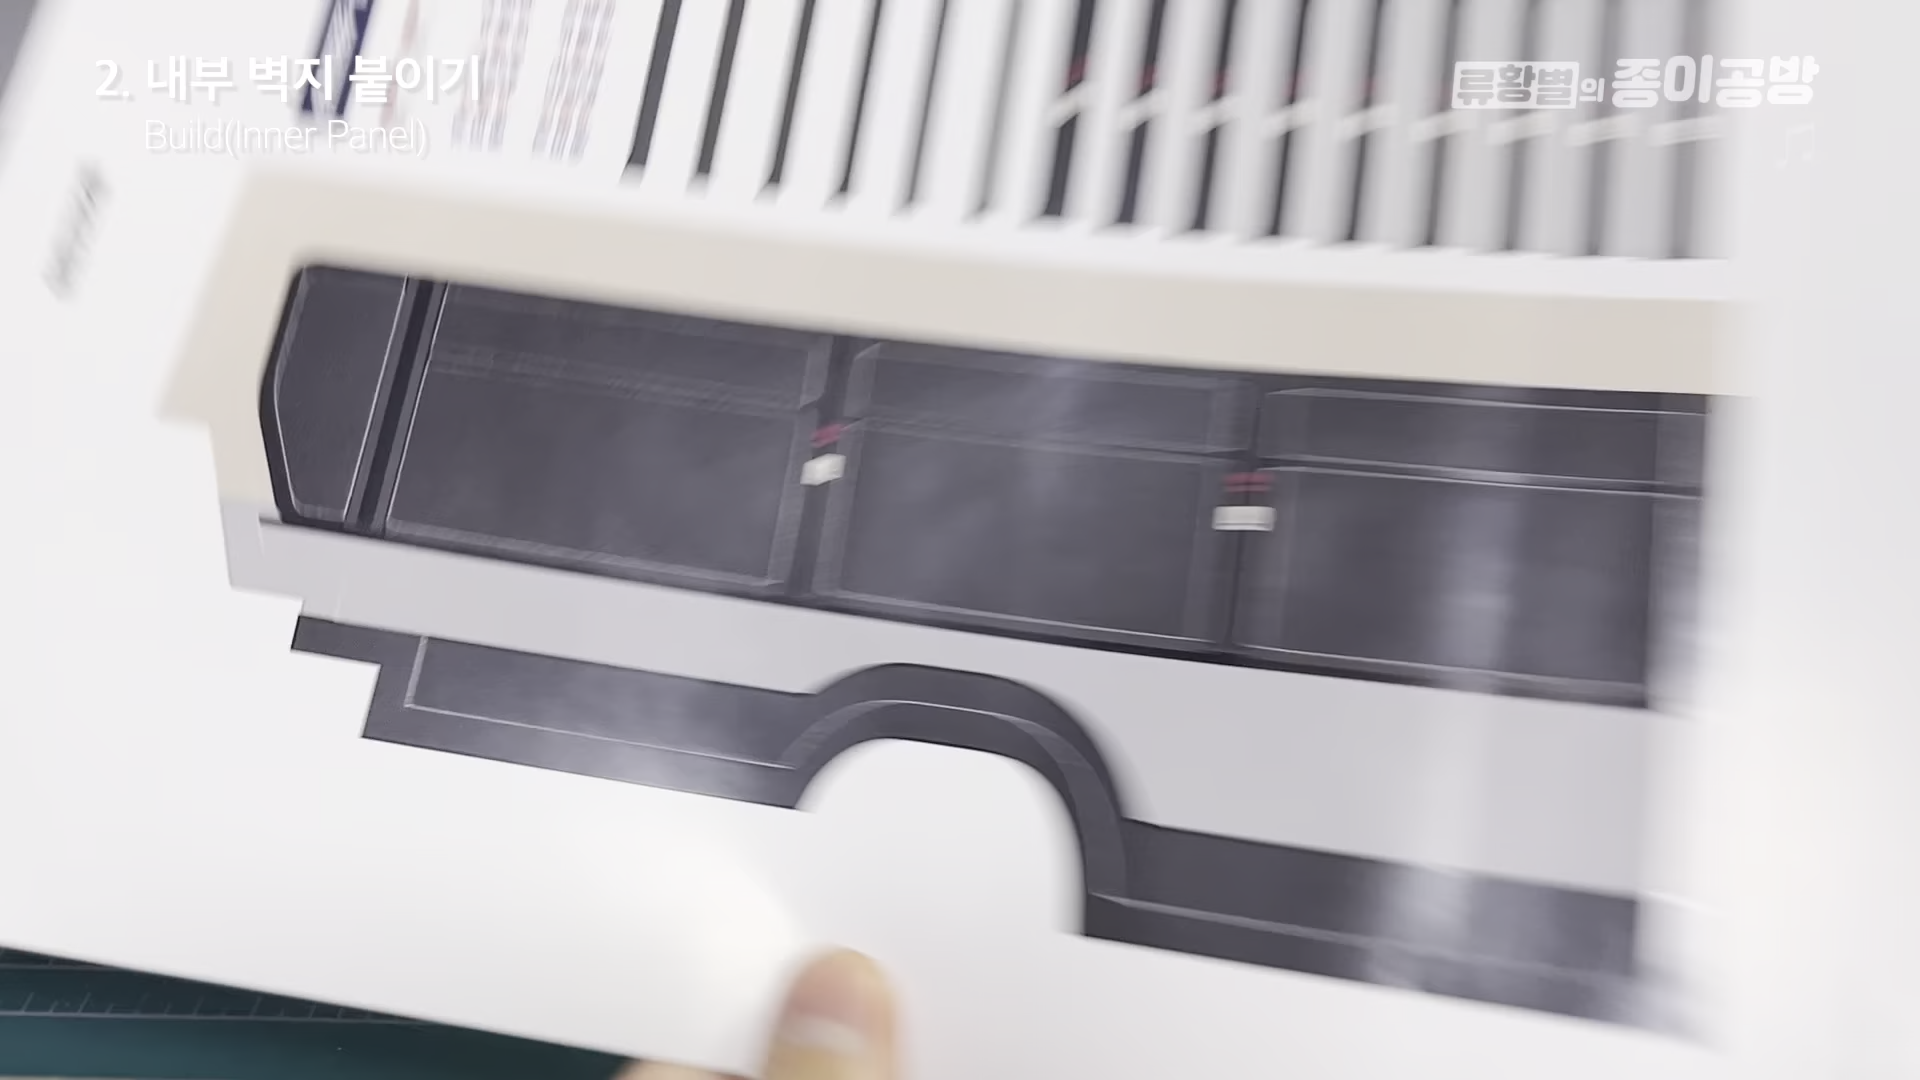 2. 내부 벽지 붙이기
Build(Inner Panel)
류황별의 종이공방